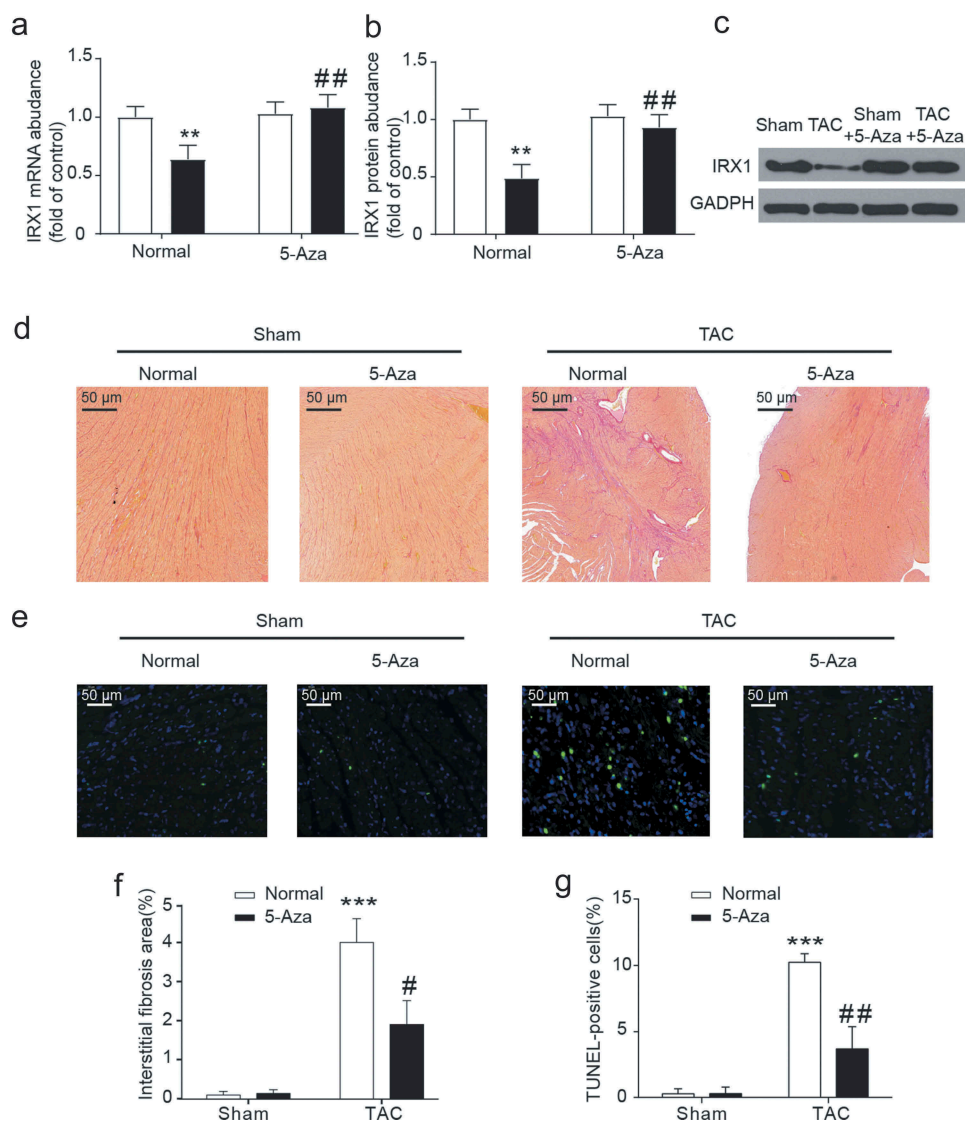 a
IRX1 mRNA abudance
(fold of control)
1.5
1.0
0.5
0
**
##
Normal
5-Aza
b
IRX1 protein abudance
(fold of control)
1.5
1.0
0.5
0
**
##
Normal
5-Aza
c
Sham TAC Sham +5-Aza TAC +5-Aza
IRX1
GADPH
d
Sham
TAC
Normal
5-Aza
Normal
5-Aza
50 µm
50 µm
50 µm
50 µm
e
Sham
TAC
Normal
5-Aza
Normal
5-Aza
50 µm
50 µm
50 µm
50 µm
f
Normal
5-Aza
Interstitial fibrosis area(%)
5
4
3
2
1
0
***
#
Sham
TAC
g
Normal
5-Aza
TUNEL-positive cells(%)
15
10
5
0
***
##
Sham
TAC